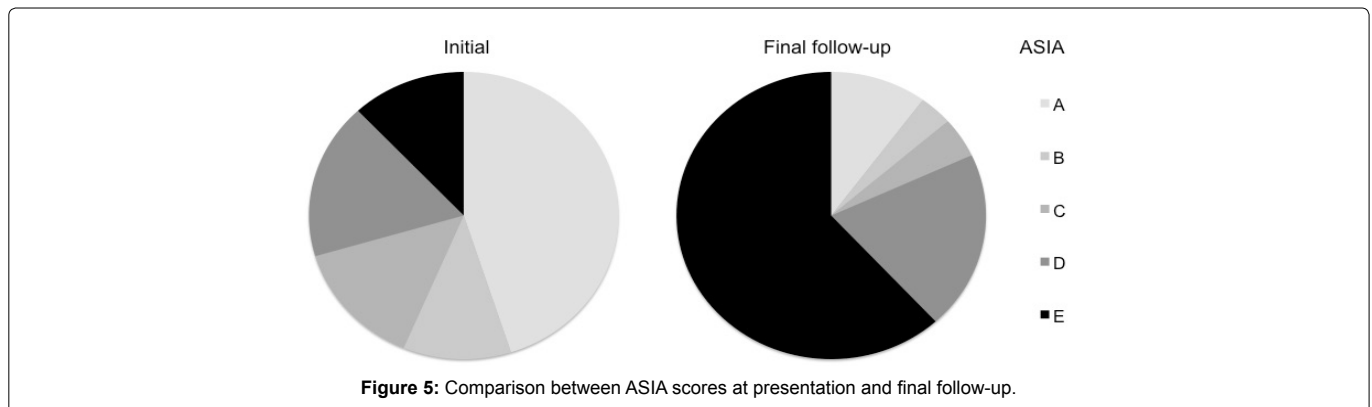 Initial
Final follow-up
ASIA
A
B
C
D
E
Figure 5: Comparison between ASIA scores at presentation and final follow-up.